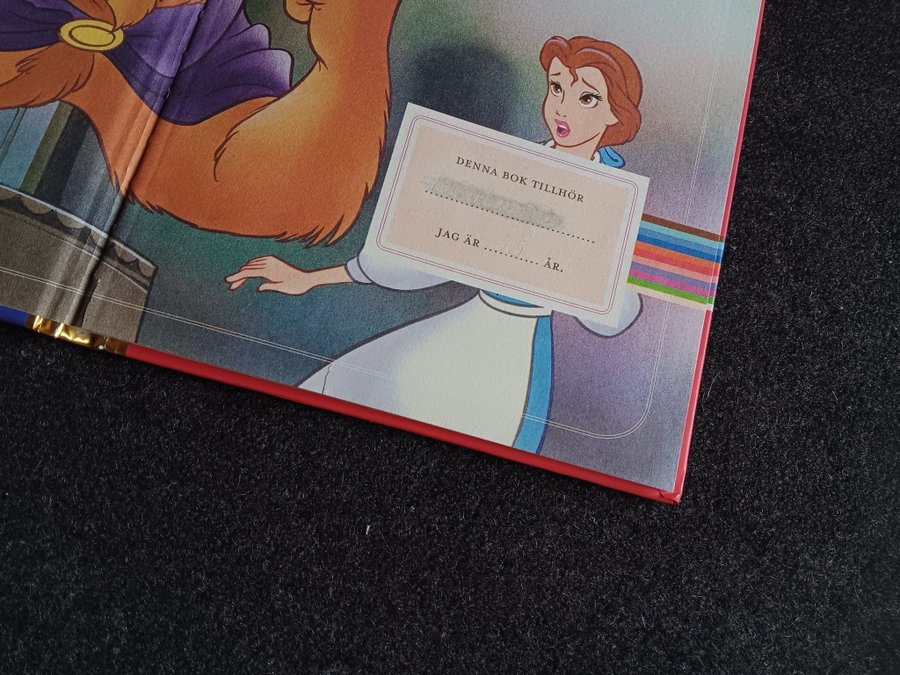 DENNA BOK TILLHÖR
JAG ÄR ........... ÅR.